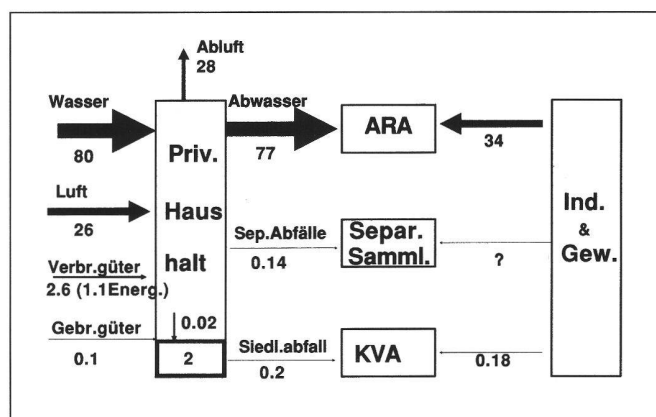 Abluft
28
Wasser
80
Abwasser
77
ARA
34
Priv.
Haus
halt
Luft
26
Sep.Abfälle
0.14
Separ.
Samml.
?
Ind.
&
Gew.
Verbr.güter
2.6 (1.1Energ.)
0.02
Gebr.güter
0.1
2
Siedl.abfall
0.2
KVA
0.18